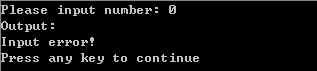 Please input number: 0
Output:
Input error!
Press any key to continue